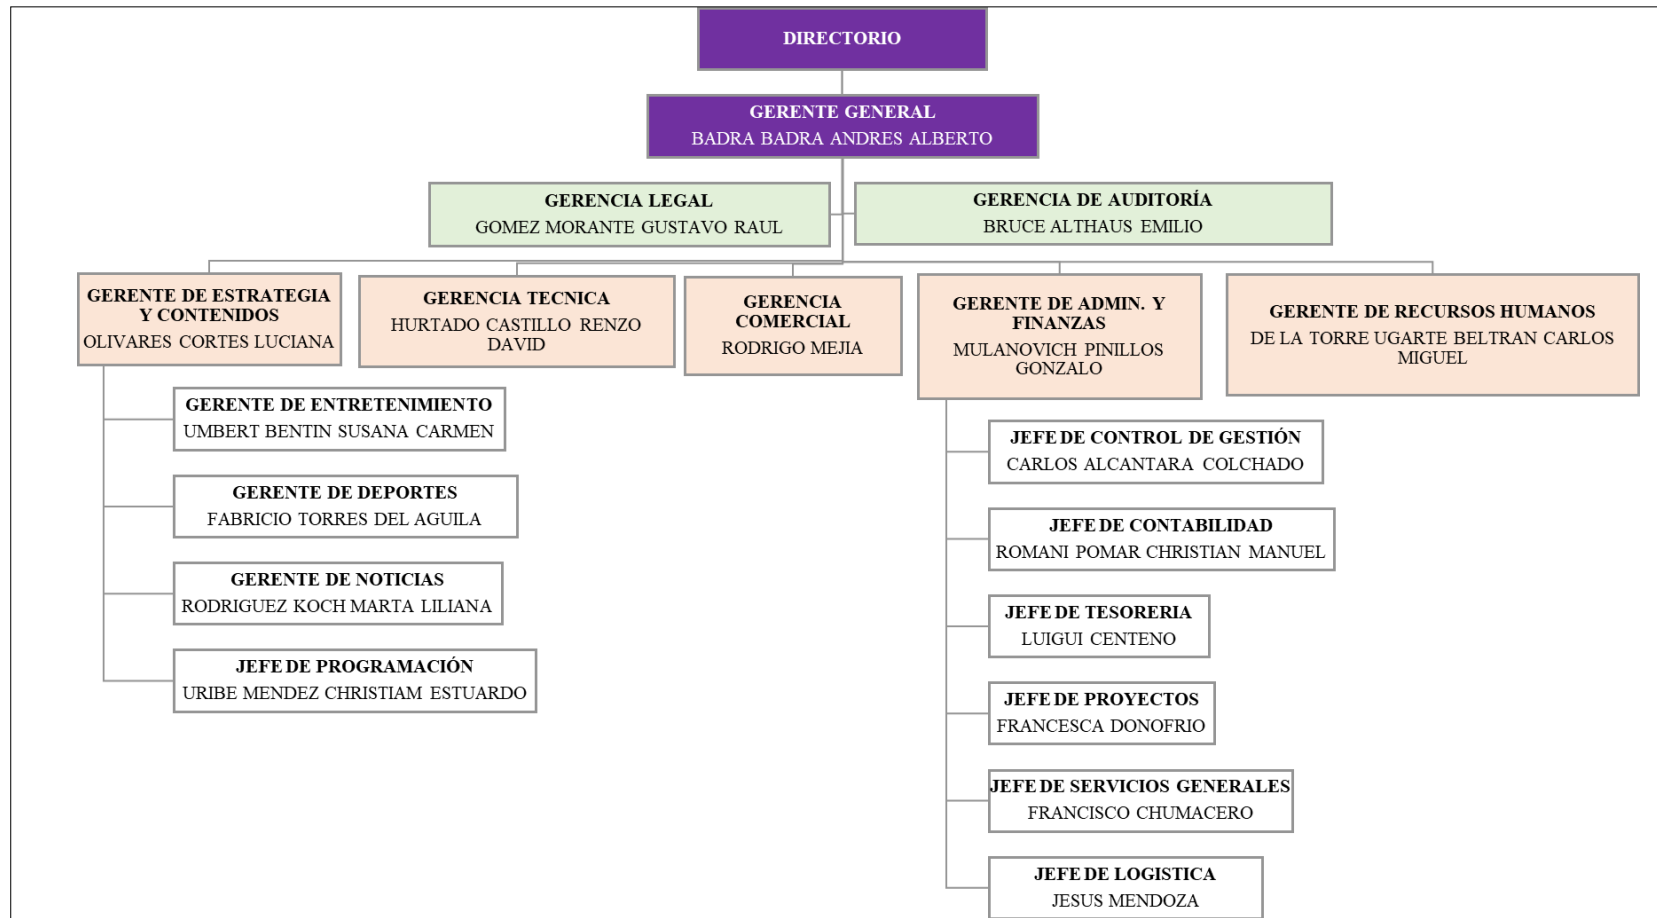 DIRECTORIO
GERENTE GENERAL
BADRA BADRA ANDRES ALBERTO
GERENCIA LEGAL
GOMEZ MORANTE GUSTAVO RAUL
GERENCIA DE AUDITORÍA
BRUCE ALTHAUS EMILIO
GERENTE DE ESTRATEGIA
Y CONTENIDOS
OLIVARES CORTES LUCIANA
GERENCIA TECNICA
HURTADO CASTILLO RENZO
DAVID
GERENCIA
COMERCIAL
RODRIGO MEJIA
GERENTE DE ADMIN. Y
FINANZAS
MULANOVICH PINILLOS
GONZALO
GERENTE DE RECURSOS HUMANOS
DE LA TORRE UGARTE BELTRAN CARLOS
MIGUEL
GERENTE DE ENTRETENIMIENTO
UMBERT BENTIN SUSANA CARMEN
GERENTE DE DEPORTES
FABRICIO TORRES DEL AGUILA
GERENTE DE NOTICIAS
RODRIGUEZ KOCH MARTA LILIANA
JEFE DE PROGRAMACIÓN
URIBE MENDEZ CHRISTIAM ESTUARDO
JEFE DE CONTROL DE GESTIÓN
CARLOS ALCANTARA COLCHADO
JEFE DE CONTABILIDAD
ROMANI POMAR CHRISTIAN MANUEL
JEFE DE TESORERIA
LUIGUI CENTENO
JEFE DE PROYECTOS
FRANCESCA DONOFRIO
JEFE DE SERVICIOS GENERALES
FRANCISCO CHUMACERO
JEFE DE LOGISTICA
JESUS MENDOZA